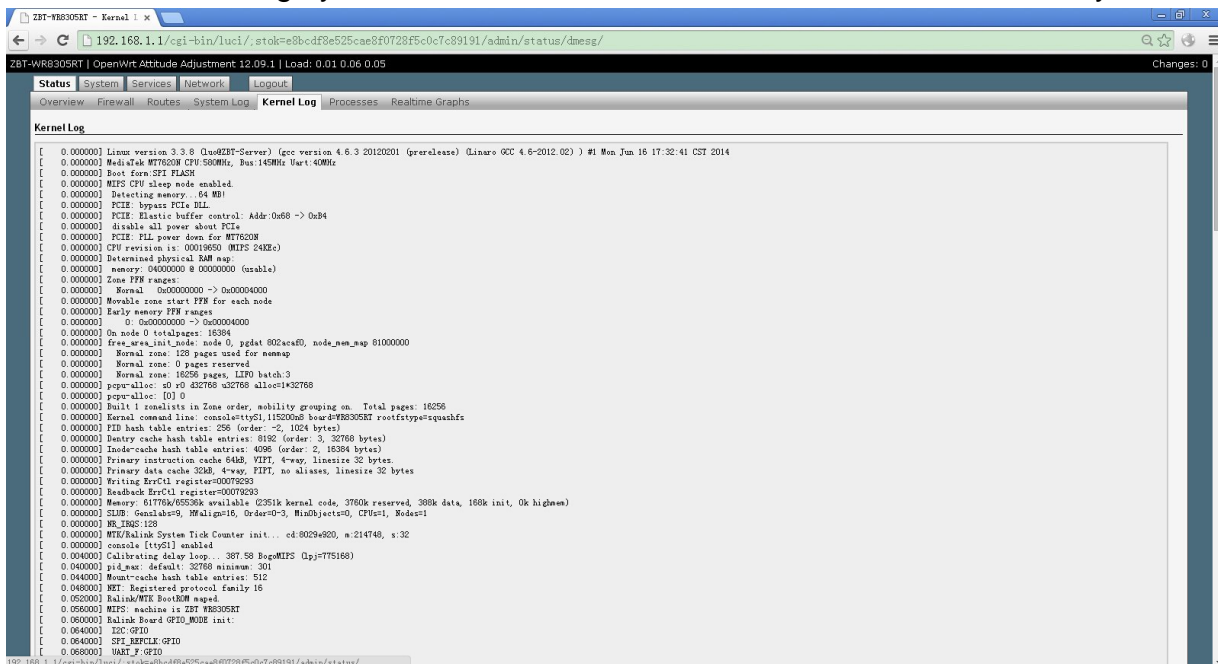 ZBT-WR8305RT - Kernel L
192.168.1.1/cgi-bin/luci/;stok=e8bcdf8e525cae8f0728f5c0c7c89191/admin/status/dmesg/
ZBT-WR8305RT | OpenWrt Attitude Adjustment 12.09.1 | Load: 0.01 0.06 0.05 Changes: 0
Status System Services Network Logout
Overview Firewall Routes System Log Kernel Log Processes Realtime Graphs
Kernel Log
[ 0.000000] Linux version 3.3.8 (luo@ZBT-Server) (gcc version 4.6.3 20120201 (prerelease) (Linaro GCC 4.6-2012.02) ) #1 Mon Jun 16 17:32:41 CST 2014
[ 0.000000] MediaTek MT7620N CPU:580MHz, Bus:145MHz Uart:40MHz
[ 0.000000] Boot form:SPI FLASH
[ 0.000000] MIPS CPU sleep mode enabled.
[ 0.000000] Detecting memory...64 MB!
[ 0.000000] PCIE: bypass PCIe DLL.
[ 0.000000] PCIE: Elastic buffer control: Addr:0x68 -> 0xB4
[ 0.000000] disable all power about PCIe
[ 0.000000] PCIE: PLL power down for MT7620N
[ 0.000000] CPU revision is: 00019650 (MIPS 24KEc)
[ 0.000000] Determined physical RAM map:
[ 0.000000] memory: 04000000 @ 00000000 (usable)
[ 0.000000] Zone PFN ranges:
[ 0.000000] Normal 0x00000000 -> 0x00004000
[ 0.000000] Movable zone start PFN for each node
[ 0.000000] Early memory PFN ranges
[ 0.000000] 0: 0x00000000 -> 0x00004000
[ 0.000000] On node 0 totalpages: 16384
[ 0.000000] free_area_init_node: node 0, pgdat 802acaf0, node_mem_map 81000000
[ 0.000000] Normal zone: 128 pages used for memmap
[ 0.000000] Normal zone: 0 pages reserved
[ 0.000000] Normal zone: 16256 pages, LIFO batch:3
[ 0.000000] pcpu-alloc: s0 r0 d32768 u32768 alloc=1*32768
[ 0.000000] pcpu-alloc: [0] 0
[ 0.000000] Built 1 zonelists in Zone order, mobility grouping on. Total pages: 16256
[ 0.000000] Kernel command line: console=ttyS1,115200n8 board=WR8305RT rootfstype=squashfs
[ 0.000000] PID hash table entries: 256 (order: -2, 1024 bytes)
[ 0.000000] Dentry cache hash table entries: 8192 (order: 3, 32768 bytes)
[ 0.000000] Inode-cache hash table entries: 4096 (order: 2, 16384 bytes)
[ 0.000000] Primary instruction cache 64kB, VIPT, 4-way, linesize 32 bytes.
[ 0.000000] Primary data cache 32kB, 4-way, PIPT, no aliases, linesize 32 bytes
[ 0.000000] Writing ErrCtl register=00079293
[ 0.000000] Readback ErrCtl register=00079293
[ 0.000000] Memory: 61776k/65536k available (2351k kernel code, 3760k reserved, 388k data, 168k init, 0k highmem)
[ 0.000000] SLUB: Genslabs=9, HWalign=16, Order=0-3, MinObjects=0, CPUs=1, Nodes=1
[ 0.000000] NR_IRQS:128
[ 0.000000] MTK/Ralink System Tick Counter init... cd:8029e920, m:214748, s:32
[ 0.000000] console [ttyS1] enabled
[ 0.004000] Calibrating delay loop... 387.58 BogoMIPS (lpj=775168)
[ 0.040000] pid_max: default: 32768 minimum: 301
[ 0.044000] Mount-cache hash table entries: 512
[ 0.048000] NET: Registered protocol family 16
[ 0.052000] Ralink/MTK BootROM maped.
[ 0.056000] MIPS: machine is ZBT WR8305RT
[ 0.060000] Ralink Board GPIO_MODE init:
[ 0.064000] I2C:GPIO
[ 0.064000] SPI_REFCLK:GPIO
[ 0.068000] UART_F:GPIO
192.168.1.1/cgi-bin/luci/;stok=e8bcdf8e525cae8f0728f5c0c7c89191/admin/status/